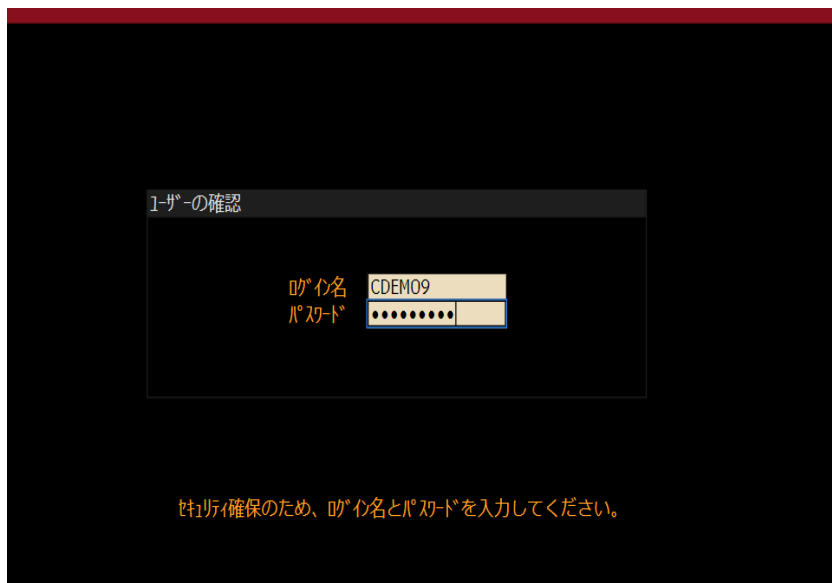 ﾕｰｻﾞｰの確認
ﾛｸﾞｲﾝ名 CDEMO9
ﾊﾟｽﾜｰﾄﾞ •••••••••
ｾｷｭﾘﾃｨ確保のため、ﾛｸﾞｲﾝ名とﾊﾟｽﾜｰﾄﾞを入力してください。